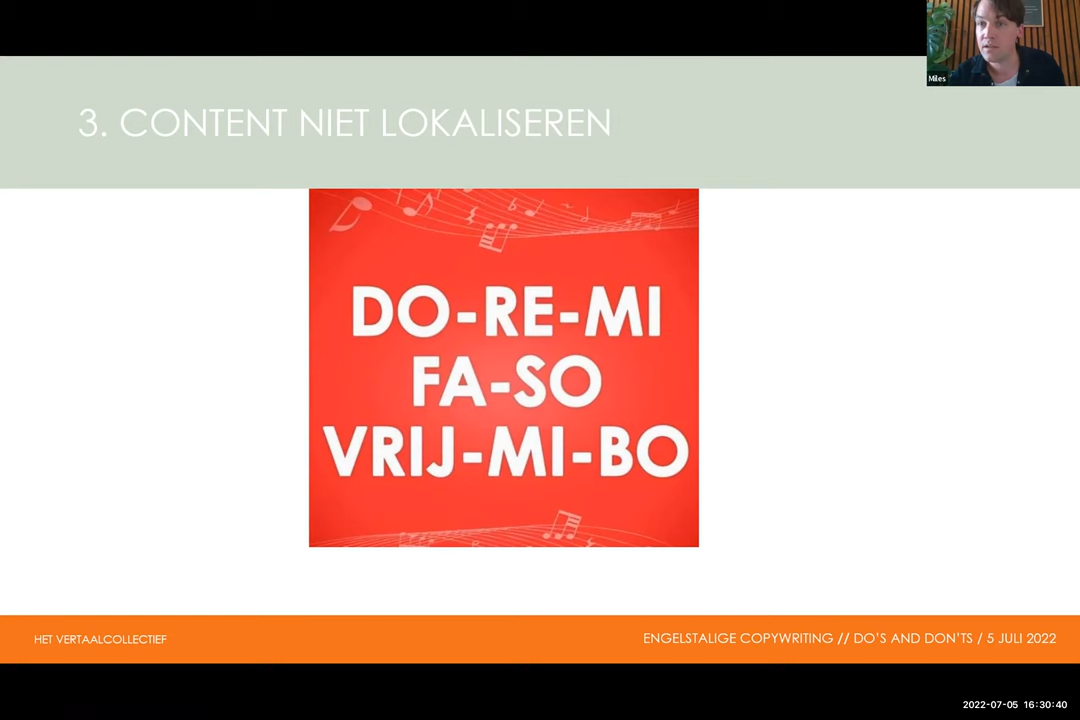 Miles
3. CONTENT NIET LOKALISEREN
DO-RE-MI
FA-SO
VRIJ-MI-BO
HET VERTAALCOLLECTIEF
ENGELSTALIGE COPYWRITING // DO'S AND DON'TS / 5 JULI 2022
2022-07-05 16:30:40